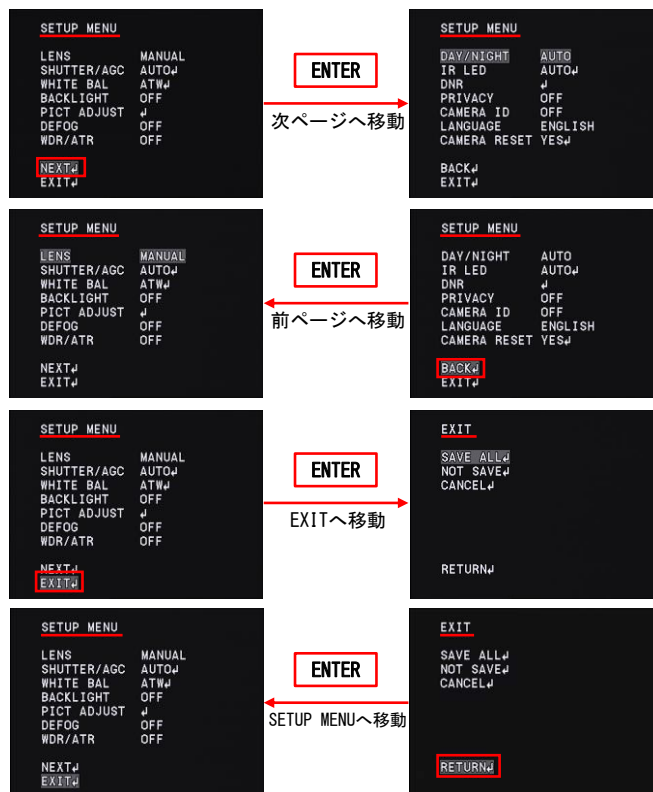 SETUP MENU
LENS MANUAL
SHUTTER/AGC AUTO↲
WHITE BAL ATW↲
BACKLIGHT OFF
PICT ADJUST ↲
DEFOG OFF
WDR/ATR OFF
NEXT↲
EXIT↲
ENTER
次ページへ移動
SETUP MENU
DAY/NIGHT AUTO
IR LED AUTO↲
DNR ↲
PRIVACY OFF
CAMERA ID OFF
LANGUAGE ENGLISH
CAMERA RESET YES↲
BACK↲
EXIT↲
SETUP MENU
LENS MANUAL
SHUTTER/AGC AUTO↲
WHITE BAL ATW↲
BACKLIGHT OFF
PICT ADJUST ↲
DEFOG OFF
WDR/ATR OFF
NEXT↲
EXIT↲
ENTER
前ページへ移動
SETUP MENU
DAY/NIGHT AUTO
IR LED AUTO↲
DNR ↲
PRIVACY OFF
CAMERA ID OFF
LANGUAGE ENGLISH
CAMERA RESET YES↲
BACK↲
EXIT↲
SETUP MENU
LENS MANUAL
SHUTTER/AGC AUTO↲
WHITE BAL ATW↲
BACKLIGHT OFF
PICT ADJUST ↲
DEFOG OFF
WDR/ATR OFF
NEXT↲
EXIT↲
ENTER
EXITへ移動
EXIT
SAVE ALL↲
NOT SAVE↲
CANCEL↲
RETURN↲
SETUP MENU
LENS MANUAL
SHUTTER/AGC AUTO↲
WHITE BAL ATW↲
BACKLIGHT OFF
PICT ADJUST ↲
DEFOG OFF
WDR/ATR OFF
NEXT↲
EXIT↲
ENTER
SETUP MENUへ移動
EXIT
SAVE ALL↲
NOT SAVE↲
CANCEL↲
RETURN↲